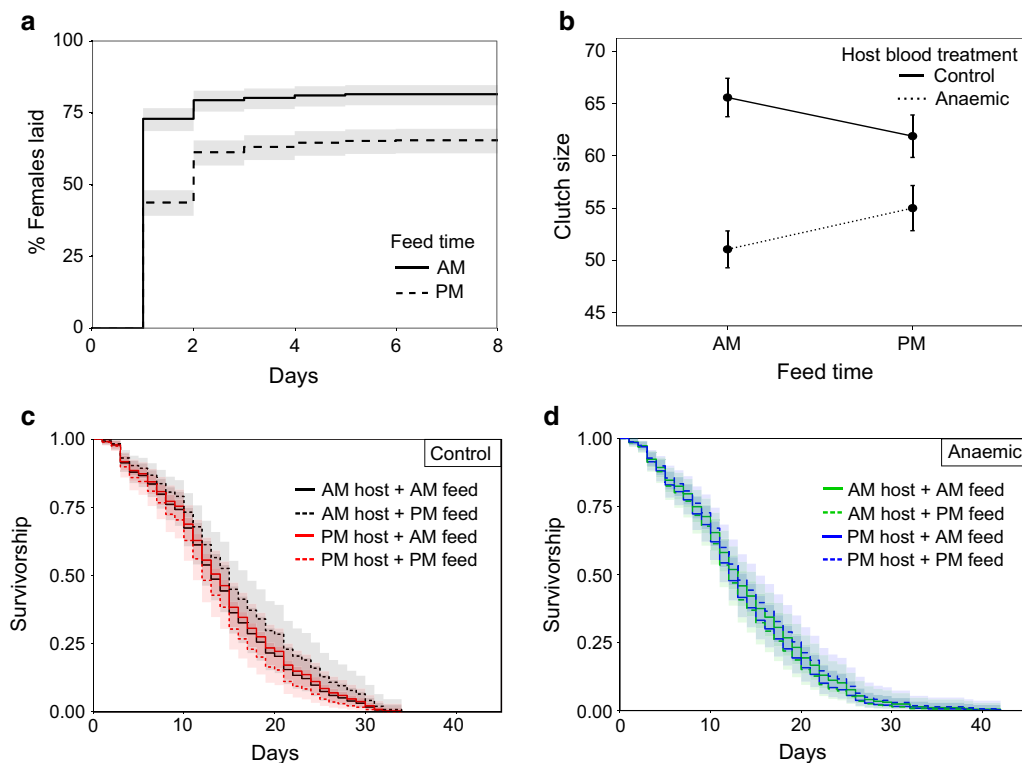 a
100
75
50
25
0
% Females laid
Feed time
AM
PM
0 2 4 6 8
Days
b
70
65
60
55
50
45
Clutch size
Host blood treatment
Control
Anaemic
AM PM
Feed time
c
1.00
0.75
0.50
0.25
0.00
Survivorship
Control
AM host + AM feed
AM host + PM feed
PM host + AM feed
PM host + PM feed
0 10 20 30 40
Days
d
1.00
0.75
0.50
0.25
0.00
Survivorship
Anaemic
AM host + AM feed
AM host + PM feed
PM host + AM feed
PM host + PM feed
0 10 20 30 40
Days